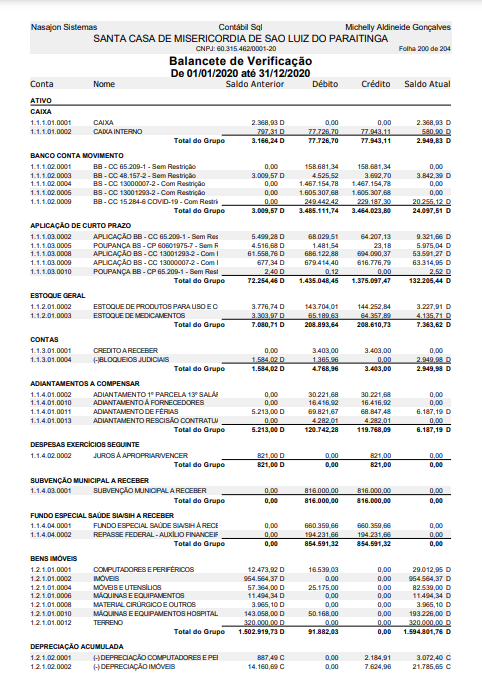 Nasajon Sistemas Contábil Sql Michelly Aldineide Gonçalves
SANTA CASA DE MISERICORDIA DE SAO LUIZ DO PARAITINGA
CNPJ: 60.315.462/0001-20 Folha 200 de 204
Balancete de Verificação
De 01/01/2020 até 31/12/2020
Conta Nome Saldo Anterior Débito Crédito Saldo Atual
ATIVO
CAIXA
1.1.1.01.0001 CAIXA 2.368,93 D 0,00 0,00 2.368,93 D
1.1.1.01.0002 CAIXA INTERNO 797,31 D 77.726,70 77.943,11 580,90 D
Total do Grupo 3.166,24 D 77.726,70 77.943,11 2.949,83 D
BANCO CONTA MOVIMENTO
1.1.1.02.0001 BB - CC 65.209-1 - Sem Restrição 0,00 158.681,34 158.681,34 0,00
1.1.1.02.0003 BB - CC 48.157-2 - Sem Restrição 3.009,57 D 4.525,52 3.692,70 3.842,39 D
1.1.1.02.0004 BS - CC 13000007-2 - Com Restrição 0,00 1.467.154,78 1.467.154,78 0,00
1.1.1.02.0005 BS - CC 13001293-2 - Com Restrição 0,00 1.605.307,68 1.605.307,68 0,00
1.1.1.02.0009 BB - CC 15.284-6 COVID-19 - Com Restri 0,00 249.442,42 229.187,30 20.255,12 D
Total do Grupo 3.009,57 D 3.485.111,74 3.464.023,80 24.097,51 D
APLICAÇÃO DE CURTO PRAZO
1.1.1.03.0002 APLICAÇÃO BB - CC 65.209-1 - Sem Res 5.499,28 D 68.029,51 64.207,13 9.321,66 D
1.1.1.03.0005 POUPANÇA BS - CP 60601975-7 - Sem R 4.516,68 D 1.481,54 23,18 5.975,04 D
1.1.1.03.0008 APLICAÇÃO BS - CC 13001293-2 - Com I 61.558,76 D 686.122,88 694.090,37 53.591,27 D
1.1.1.03.0009 APLICAÇÃO BS - CC 13000007-2 - Com I 677,34 D 679.414,40 616.776,79 63.314,95 D
1.1.1.03.0010 POUPANÇA BB - CP 65.209-1 - Sem Rest 2,40 D 0,12 0,00 2,52 D
Total do Grupo 72.254,46 D 1.435.048,45 1.375.097,47 132.205,44 D
ESTOQUE GERAL
1.1.2.01.0002 ESTOQUE DE PRODUTOS PARA USO E C 3.776,74 D 143.704,01 144.252,84 3.227,91 D
1.1.2.01.0003 ESTOQUE DE MEDICAMENTOS 3.303,97 D 65.189,63 64.357,89 4.135,71 D
Total do Grupo 7.080,71 D 208.893,64 208.610,73 7.363,62 D
CONTAS
1.1.3.01.0001 CREDITO A RECEBER 0,00 3.403,00 3.403,00 0,00
1.1.3.01.0004 (-)BLOQUEIOS JUDICIAIS 1.584,02 D 1.365,96 0,00 2.949,98 D
Total do Grupo 1.584,02 D 4.768,96 3.403,00 2.949,98 D
ADIANTAMENTOS A COMPENSAR
1.1.4.01.0002 ADIANTAMENTO 1º PARCELA 13º SALÁF 0,00 30.221,68 30.221,68 0,00
1.1.4.01.0010 ADIANTAMENTO À FORNECEDORES 0,00 16.416,92 16.416,92 0,00
1.1.4.01.0011 ADIANTAMENTO DE FÉRIAS 5.213,00 D 69.821,67 68.847,48 6.187,19 D
1.1.4.01.0013 ADIANTAMENTO RESCISÃO CONTRATU/ 0,00 4.282,01 4.282,01 0,00
Total do Grupo 5.213,00 D 120.742,28 119.768,09 6.187,19 D
DESPESAS EXERCÍCIOS SEGUINTE
1.1.4.02.0002 JUROS À APROPRIAR/VENCER 821,00 D 0,00 821,00 0,00
Total do Grupo 821,00 D 0,00 821,00 0,00
SUBVENÇÃO MUNICIPAL A RECEBER
1.1.4.03.0001 SUBVENÇÃO MUNICIPAL A RECEBER 0,00 816.000,00 816.000,00 0,00
Total do Grupo 0,00 816.000,00 816.000,00 0,00
FUNDO ESPECIAL SAÚDE SIA/SIH À RECEBER
1.1.4.04.0001 FUNDO ESPECIAL SAÚDE SIA/SIH À RECE 0,00 660.359,66 660.359,66 0,00
1.1.4.04.0002 REPASSE FEDERAL - AUXÍLIO FINANCEIF 0,00 194.231,66 194.231,66 0,00
Total do Grupo 0,00 854.591,32 854.591,32 0,00
BENS IMÓVEIS
1.2.1.01.0001 COMPUTADORES E PERIFÉRICOS 12.473,92 D 16.539,03 0,00 29.012,95 D
1.2.1.01.0002 IMÓVEIS 954.564,37 D 0,00 0,00 954.564,37 D
1.2.1.01.0004 MÓVEIS E UTENSÍLIOS 57.364,00 D 25.175,00 0,00 82.539,00 D
1.2.1.01.0006 MÁQUINAS E EQUIPAMENTOS 11.494,34 D 0,00 0,00 11.494,34 D
1.2.1.01.0008 MATERIAL CIRÚRGICO E OUTROS 3.965,10 D 0,00 0,00 3.965,10 D
1.2.1.01.0010 MÁQUINAS E EQUIPAMENTOS HOSPITAL 143.058,00 D 50.168,00 0,00 193.226,00 D
1.2.1.01.0012 TERRENO 320.000,00 D 0,00 0,00 320.000,00 D
Total do Grupo 1.502.919,73 D 91.882,03 0,00 1.594.801,76 D
DEPRECIAÇÃO ACUMULADA
1.2.1.02.0001 (-) DEPRECIAÇÃO COMPUTADORES E PEI 887,49 C 0,00 2.184,91 3.072,40 C
1.2.1.02.0002 (-) DEPRECIAÇÃO IMÓVEIS 14.160,69 C 0,00 7.624,96 21.785,65 C